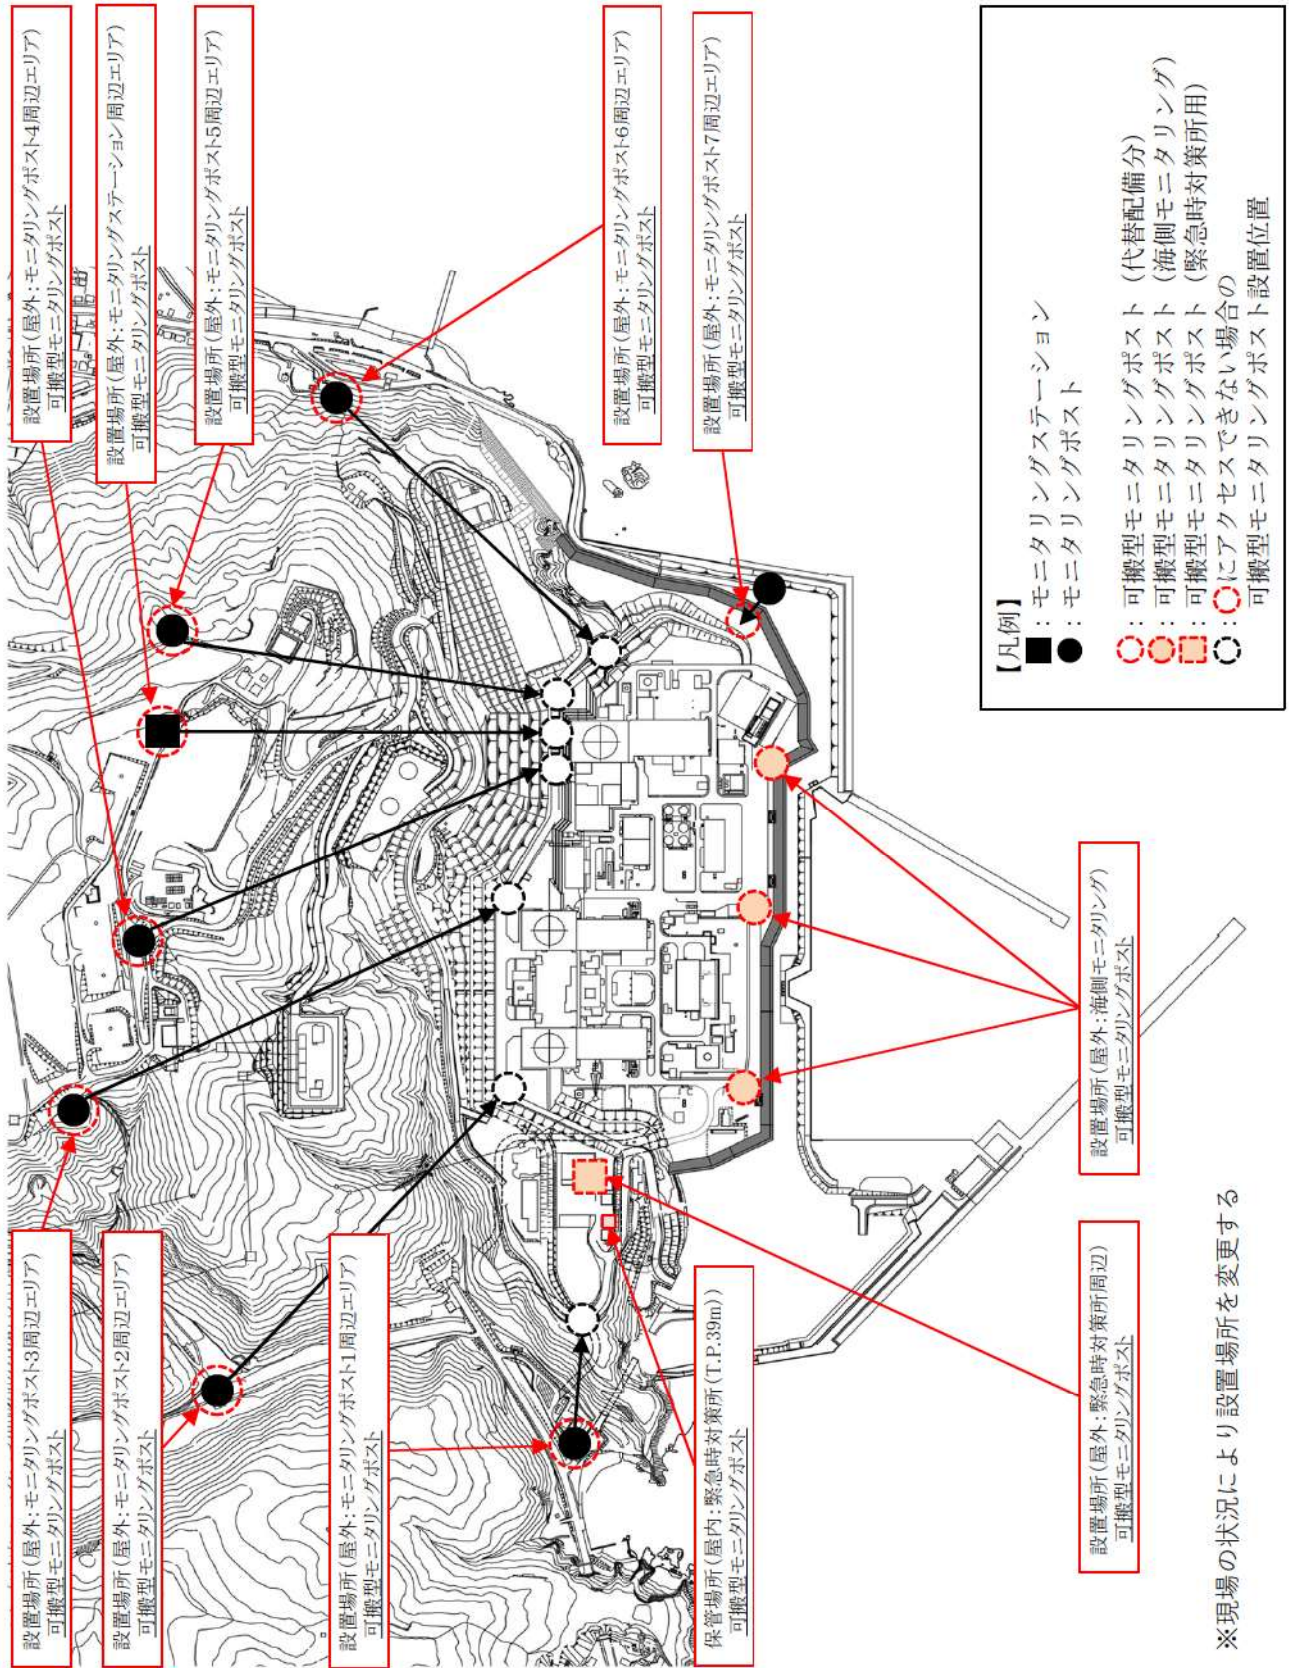 設置場所(屋外:モニタリングポスト3周辺エリア)
可搬型モニタリングポスト
設置場所(屋外:モニタリングポスト2周辺エリア)
可搬型モニタリングポスト
設置場所(屋外:モニタリングポスト1周辺エリア)
可搬型モニタリングポスト
保管場所(屋内:緊急時対策所(T.P.39m))
可搬型モニタリングポスト
設置場所(屋外:緊急時対策所周辺)
可搬型モニタリングポスト
設置場所(屋外:海側モニタリング)
可搬型モニタリングポスト
設置場所(屋外:モニタリングポスト4周辺エリア)
可搬型モニタリングポスト
設置場所(屋外:モニタリングステーション周辺エリア)
可搬型モニタリングポスト
設置場所(屋外:モニタリングポスト5周辺エリア)
可搬型モニタリングポスト
設置場所(屋外:モニタリングポスト6周辺エリア)
可搬型モニタリングポスト
設置場所(屋外:モニタリングポスト7周辺エリア)
可搬型モニタリングポスト
【凡例】
:モニタリングステーション
:モニタリングポスト
:可搬型モニタリングポスト(代替配備分)
:可搬型モニタリングポスト(海側モニタリング)
:可搬型モニタリングポスト(緊急時対策所用)
:にアクセスできない場合の
可搬型モニタリングポスト設置位置
※現場の状況により設置場所を変更する